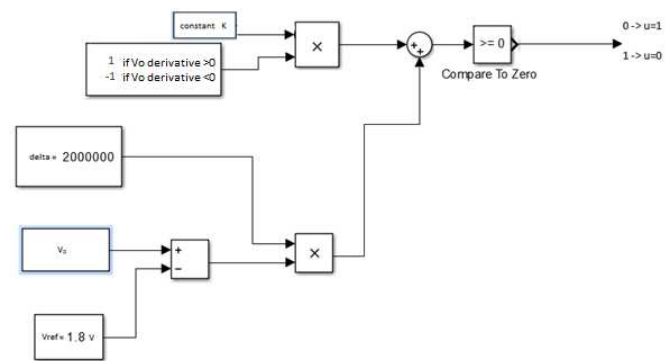 constant K
1 if Vo derivative >0
-1 if Vo derivative <0
×
++
>= 0
Compare To Zero
0 -> u=1
1 -> u=0
delta = 2000000
Vo
+
−
×
Vref = 1.8 v